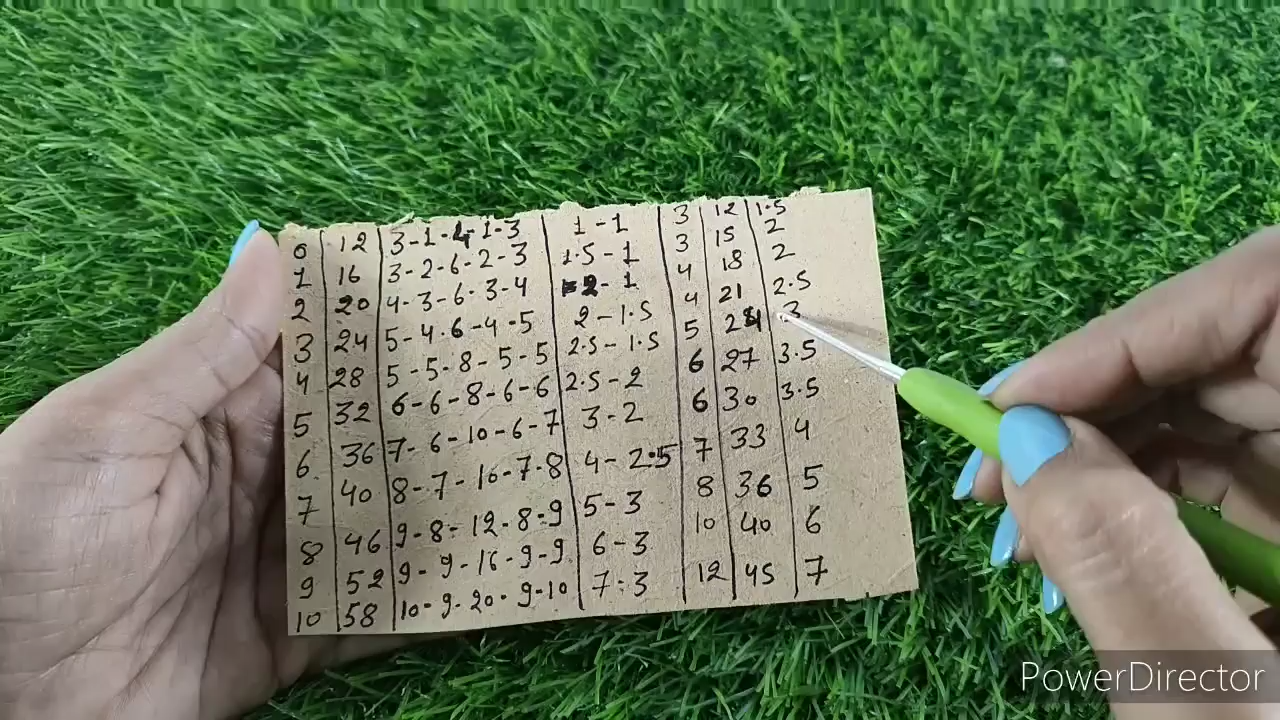 0 12 3-1-4-1-3 1-1 3 12 1.5
1 16 3-2-6-2-3 1.5-1 3 15 2
2 20 4-3-6-3-4 2-1 4 18 2
3 24 5-4-6-4-5 2-1.5 4 21 2.5
4 28 5-5-8-5-5 2.5-1.5 5 24 3
5 32 6-6-8-6-6 2.5-2 6 27 3.5
6 36 7-6-10-6-7 3-2 6 30 3.5
7 40 8-7-10-7-8 4-2.5 7 33 4
8 46 9-8-12-8-9 5-3 8 36 5
9 52 9-9-16-9-9 6-3 10 40 6
10 58 10-9-20-9-10 7-3 12 45 7
PowerDirector